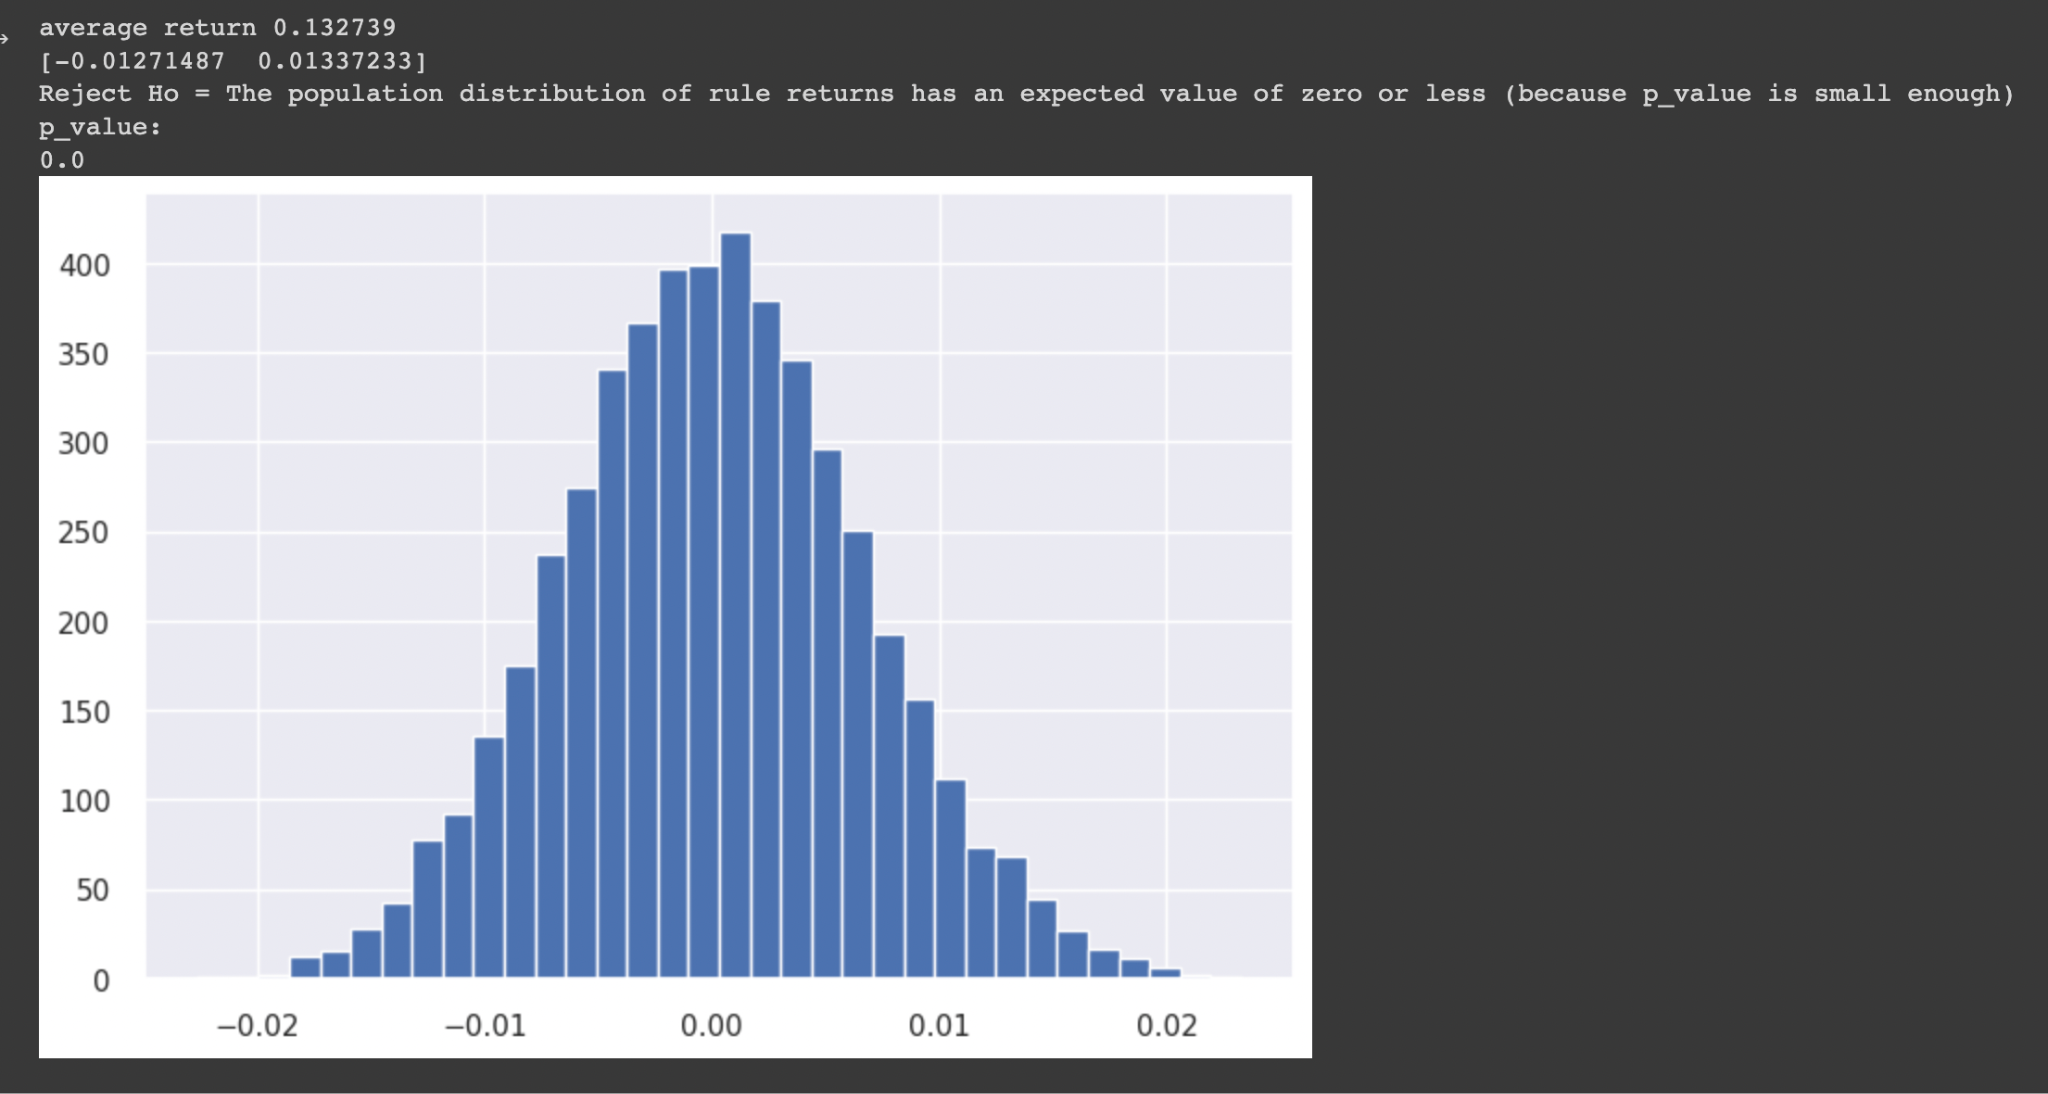 average return 0.132739
[-0.01271487  0.01337233]
Reject Ho = The population distribution of rule returns has an expected value of zero or less (because p_value is small enough)
p_value:
0.0
400
350
300
250
200
150
100
50
0
−0.02 −0.01 0.00 0.01 0.02